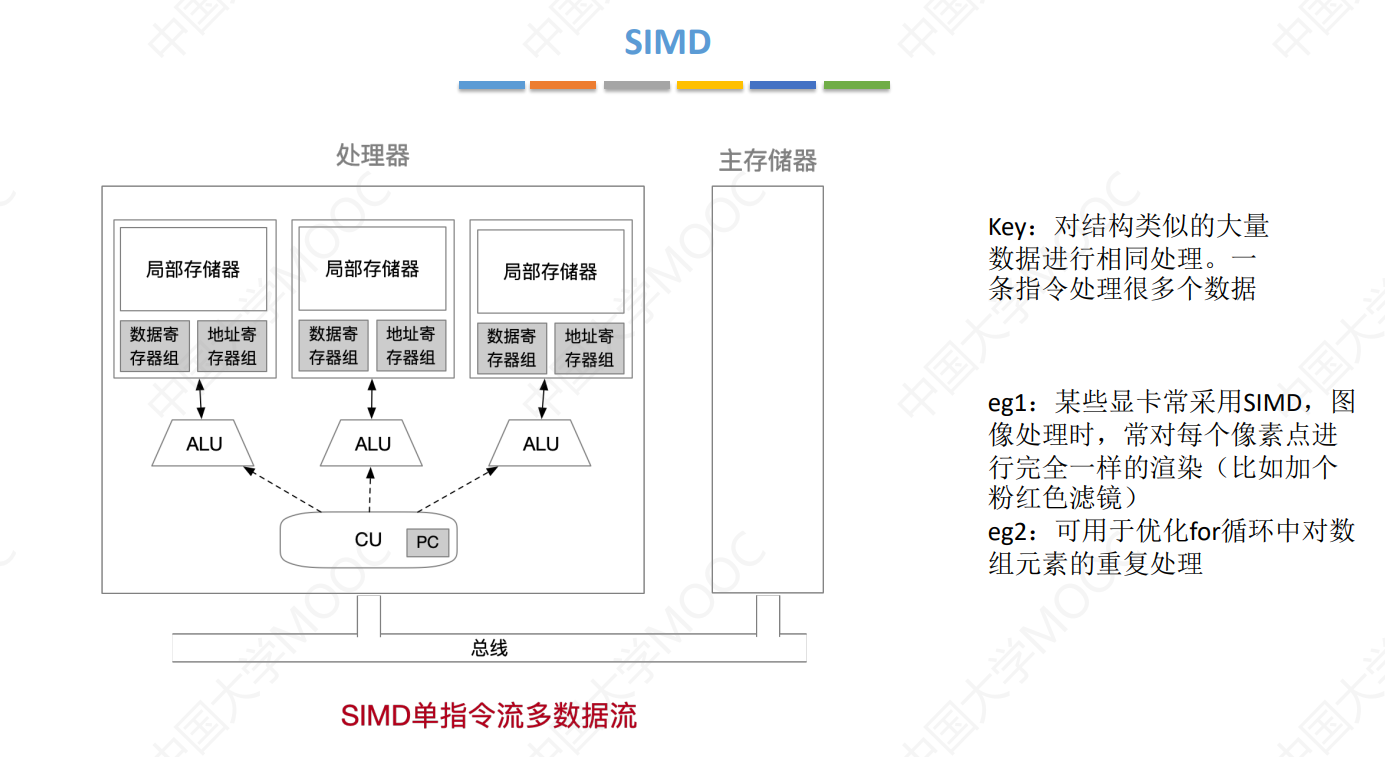 SIMD
处理器
主存储器
局部存储器
局部存储器
局部存储器
数据寄
存器组
地址寄
存器组
数据寄
存器组
地址寄
存器组
数据寄
存器组
地址寄
存器组
ALU
ALU
ALU
CU
PC
总线
SIMD单指令流多数据流
Key：对结构类似的大量
数据进行相同处理。一
条指令处理很多个数据
eg1：某些显卡常采用SIMD，图
像处理时，常对每个像素点进
行完全一样的渲染（比如加个
粉红色滤镜）
eg2：可用于优化for循环中对数
组元素的重复处理
中国大学MOOC